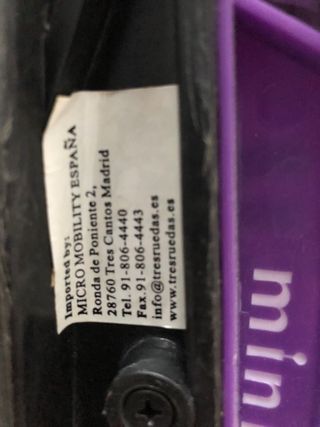 Imported by:
MICRO MOBILITY ESPAÑA
Ronda de Poniente 2,
28760 Tres Cantos Madrid
Tel. 91-806-4440
Fax.91-806-4443
info@tresruedas.es
www.tresruedas.es
mini